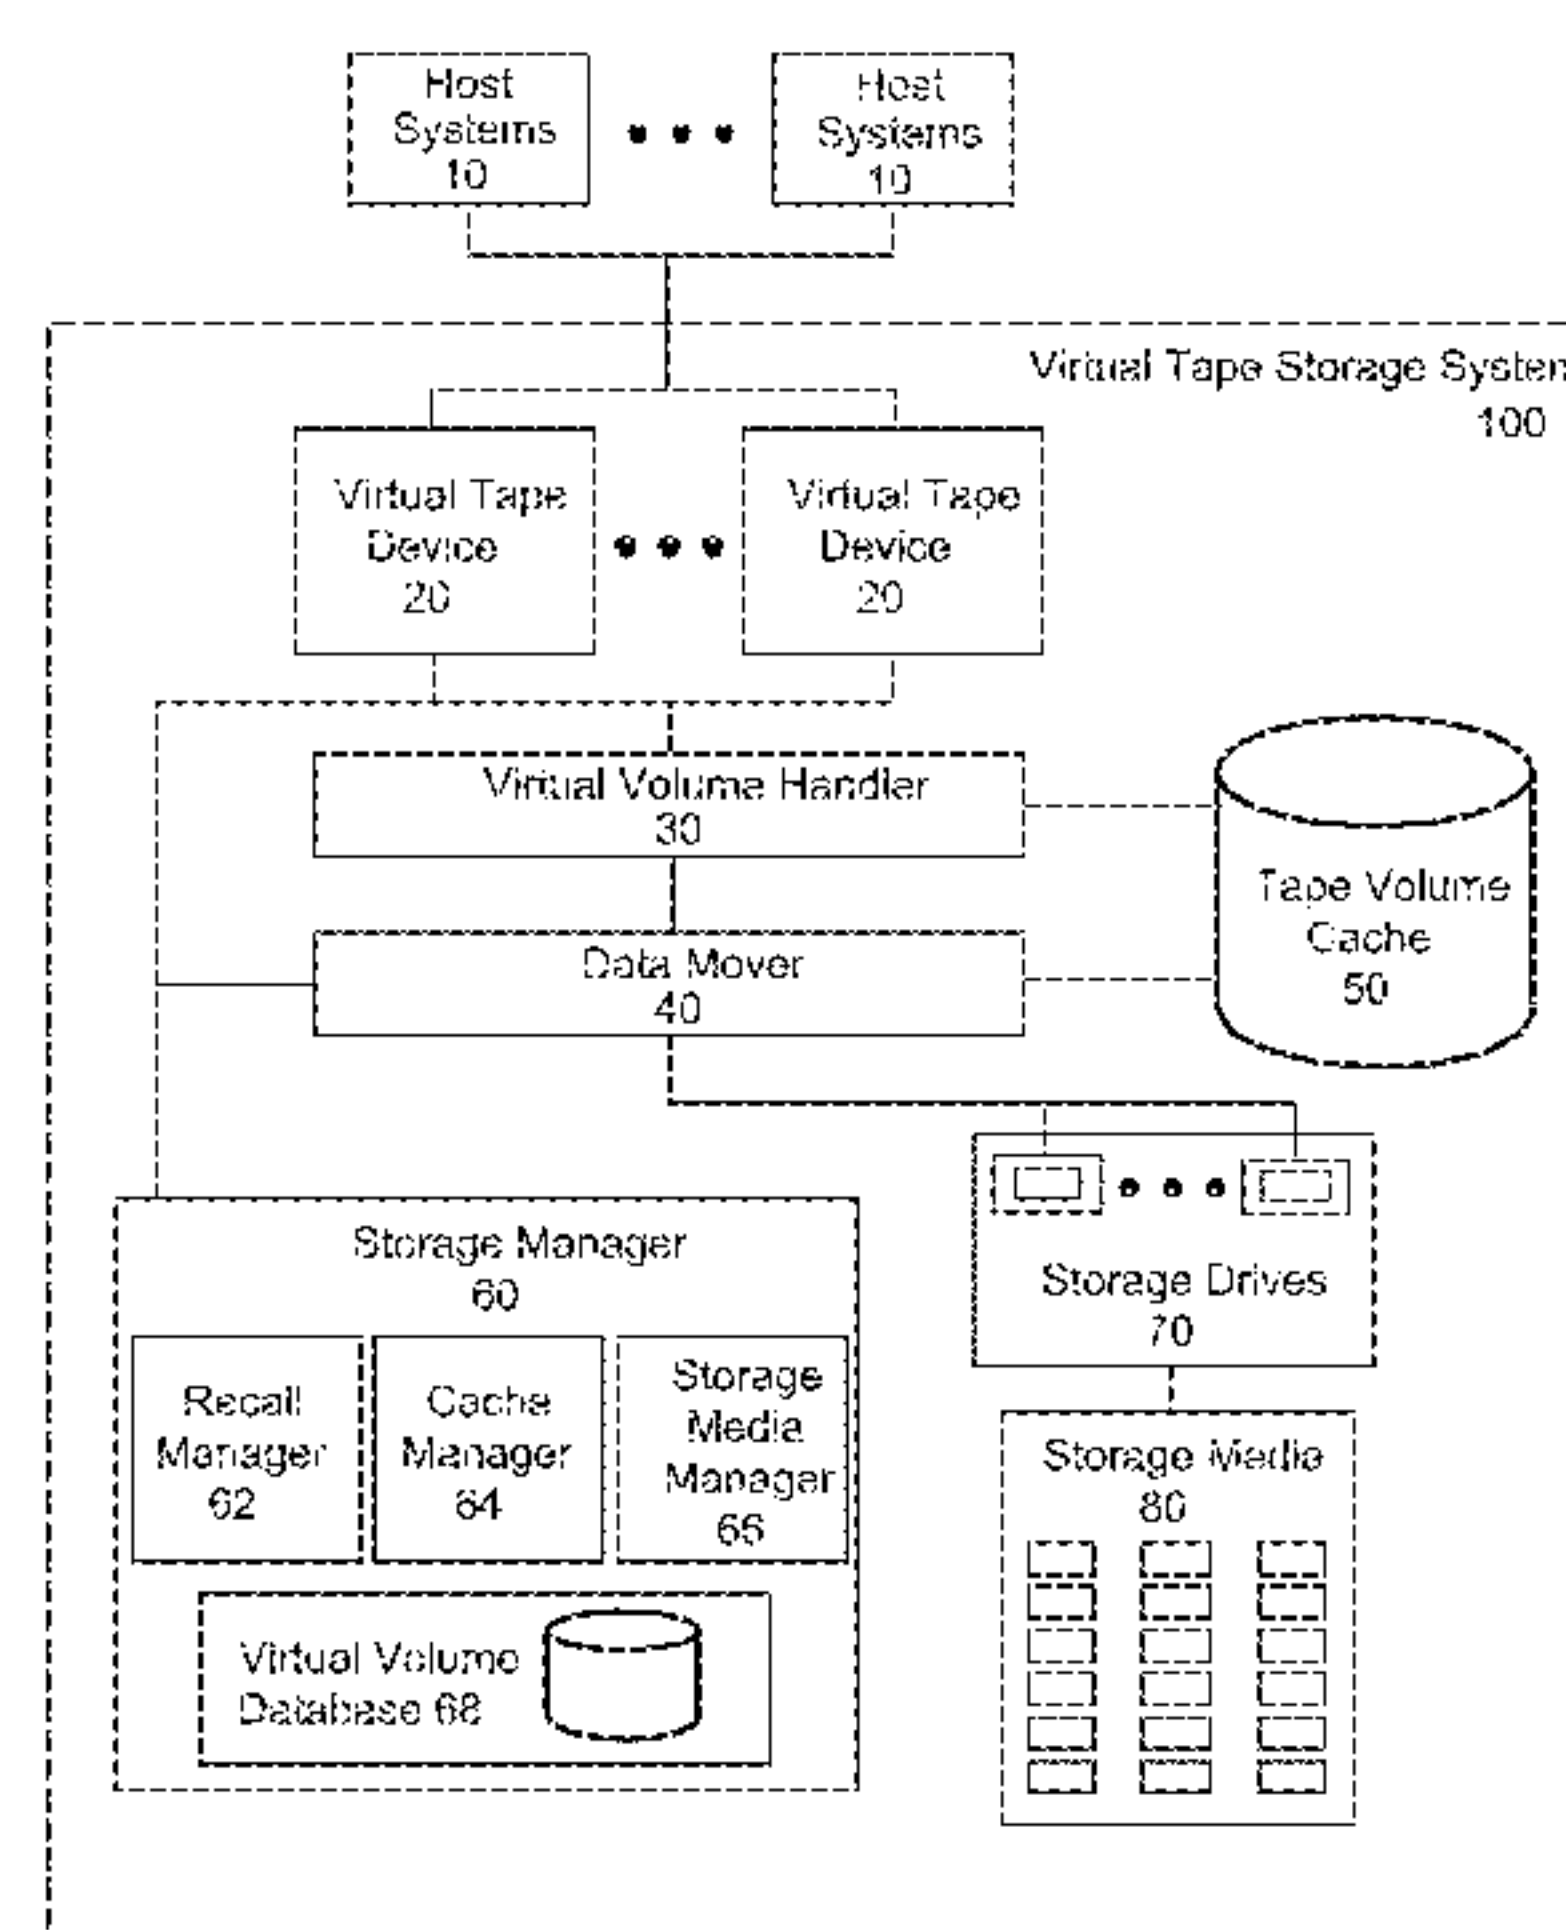 Host
Systems
10
Host
Systems
10
Virtual Tape Storage System
100
Virtual Tape
Device
20
Virtual Tape
Device
20
Virtual Volume Handler
30
Data Mover
40
Tape Volume
Cache
50
Storage Manager
60
Recall
Manager
62
Cache
Manager
64
Storage
Media
Manager
66
Virtual Volume
Database 68
Storage Drives
70
Storage Media
80